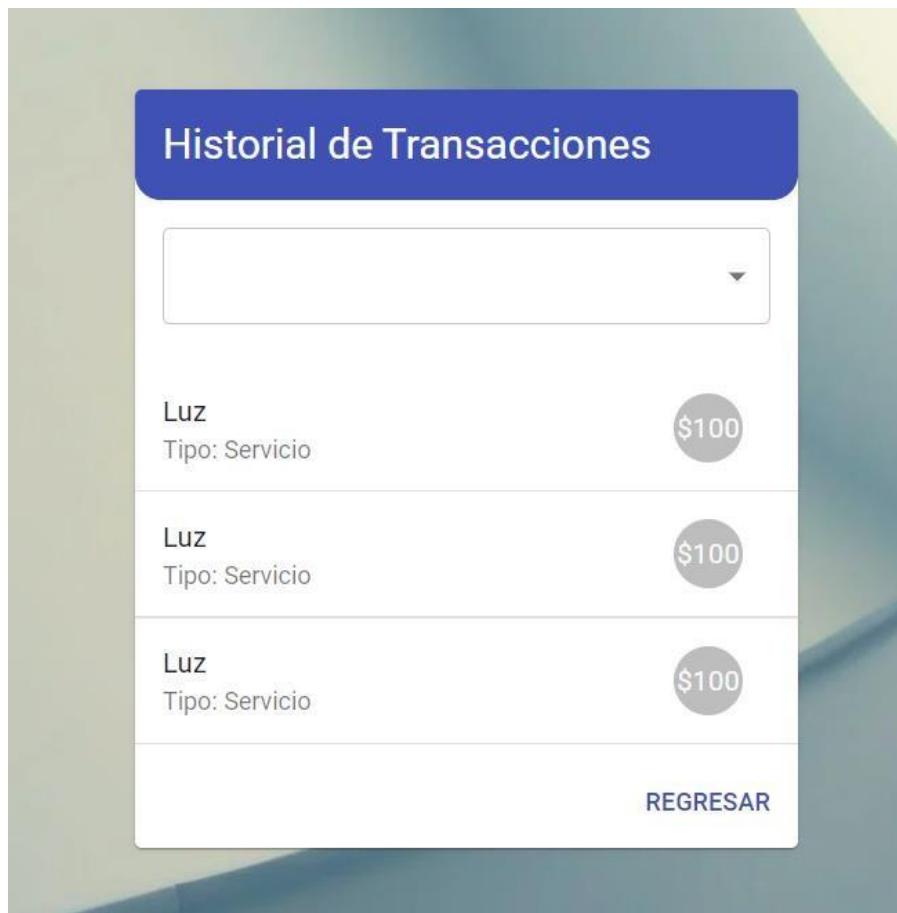 Historial de Transacciones
Luz
$100
Tipo: Servicio
Luz
$100
Tipo: Servicio
Luz
$100
Tipo: Servicio
REGRESAR